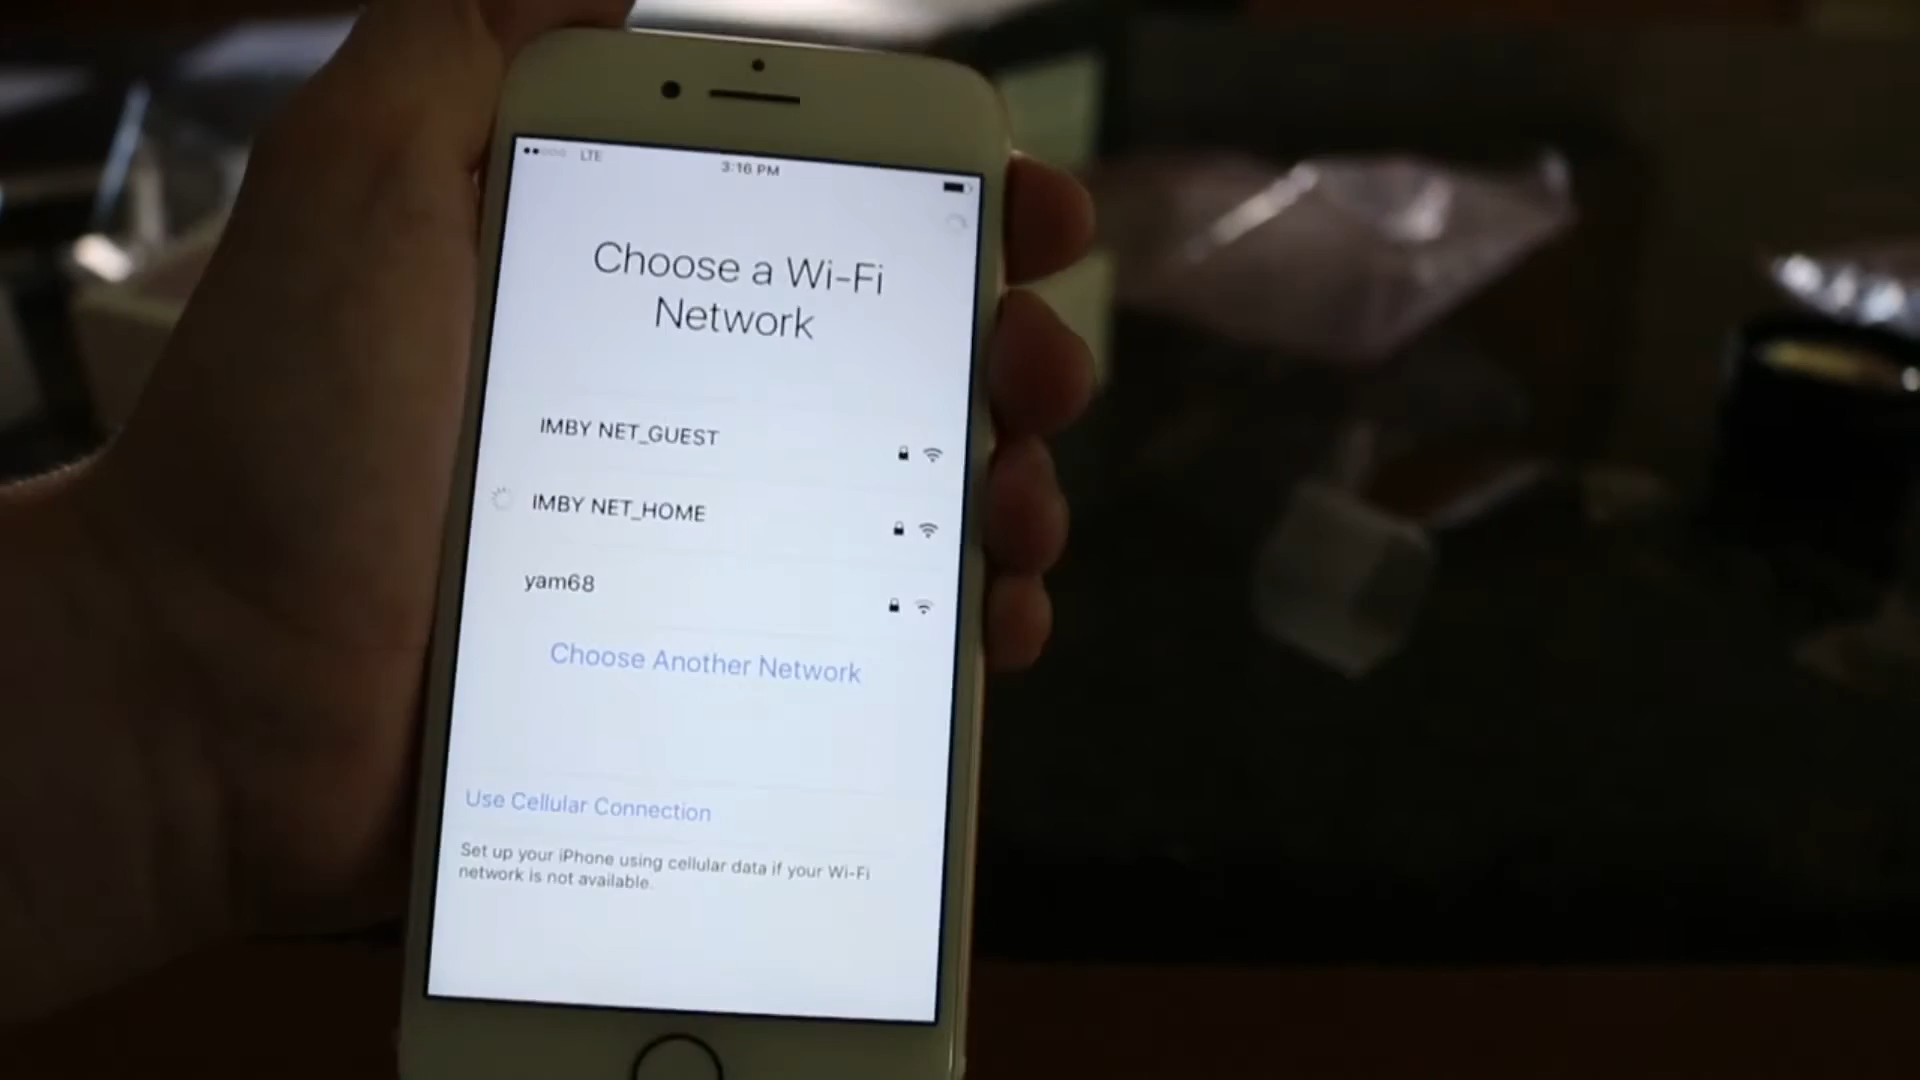 LTE
3:16 PM
Choose a Wi-Fi
Network
IMBY NET_GUEST
IMBY NET_HOME
yam68
Choose Another Network
Use Cellular Connection
Set up your iPhone using cellular data if your Wi-Fi
network is not available.